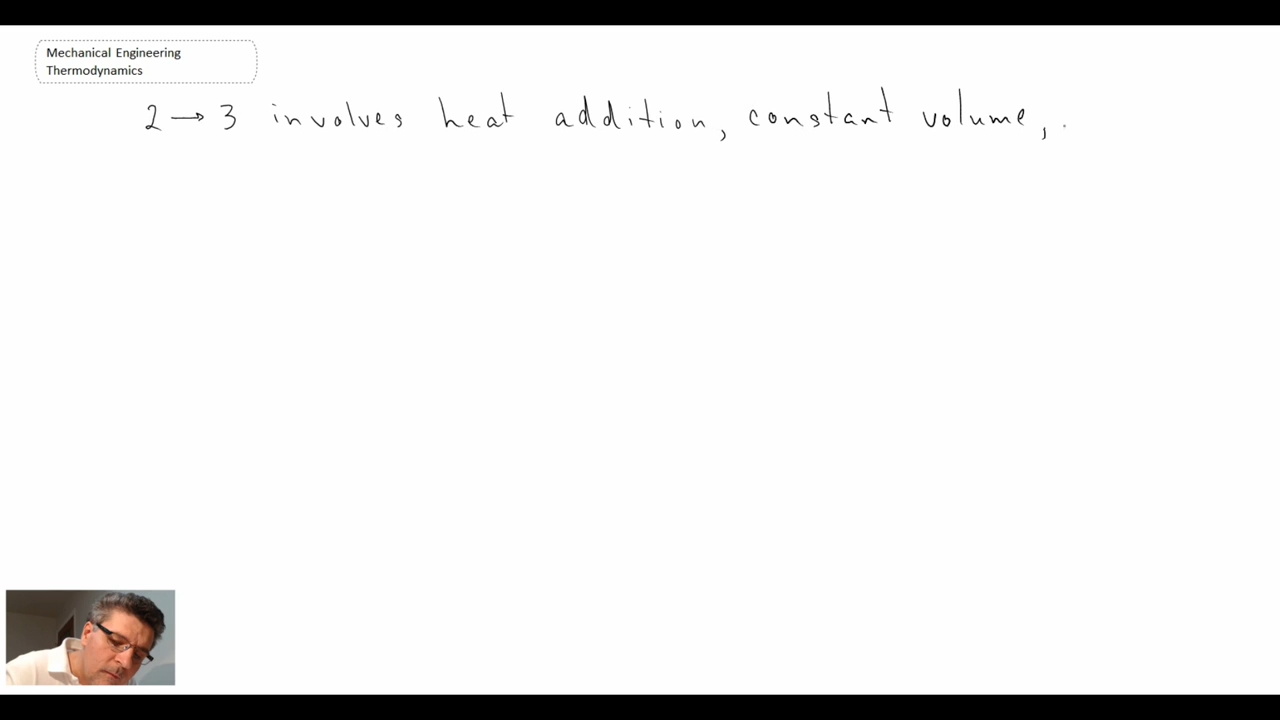 Mechanical Engineering
Thermodynamics
2 → 3 involves heat addition, constant volume,